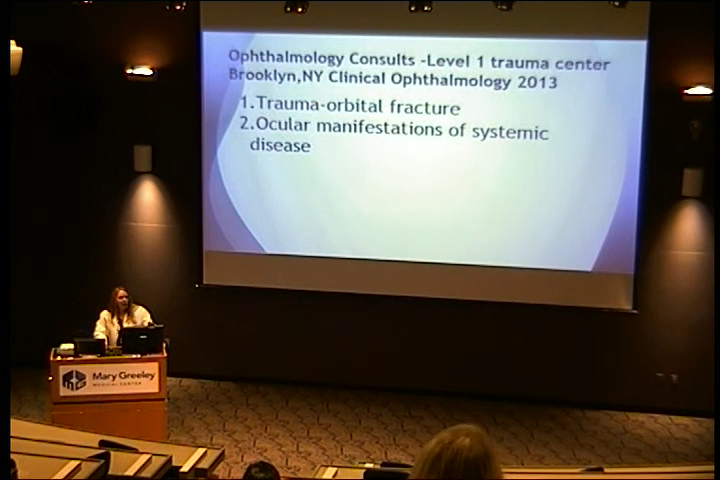 Ophthalmology Consults -Level 1 trauma center
Brooklyn,NY Clinical Ophthalmology 2013
1.Trauma-orbital fracture
2.Ocular manifestations of systemic
disease
Mary Greeley
MEDICAL CENTER